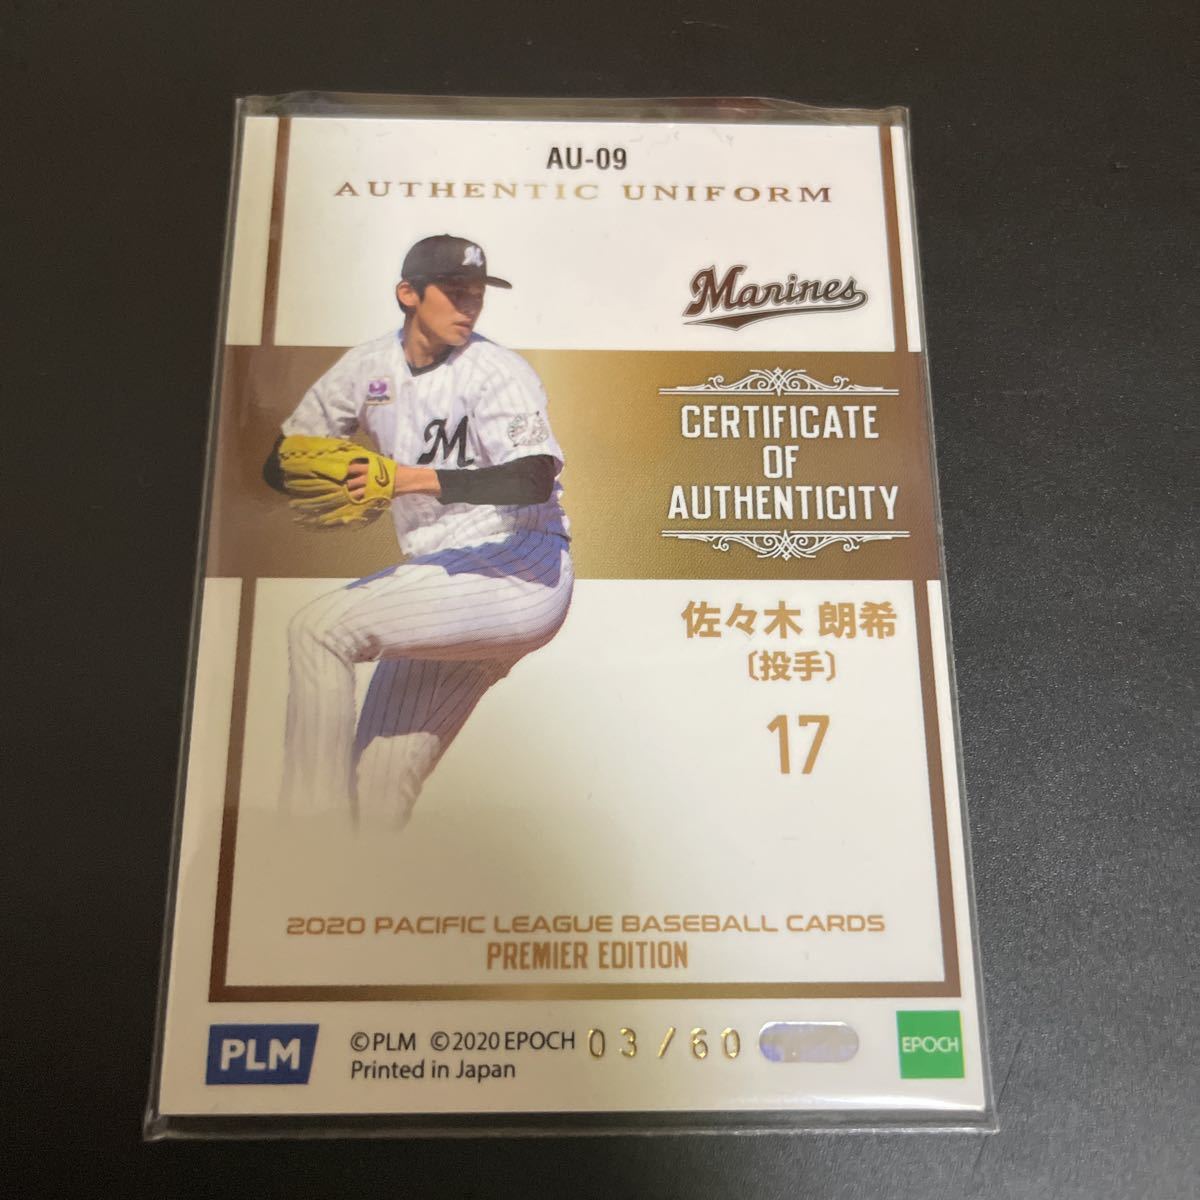 AU-09
AUTHENTIC UNIFORM
M
Marines
M
CERTIFICATE
OF
AUTHENTICITY
佐々木 朗希
〔投手〕
17
2020 PACIFIC LEAGUE BASEBALL CARDS
PREMIER EDITION
PLM
©PLM ©2020 EPOCH 03/60
Printed in Japan
EPOCH